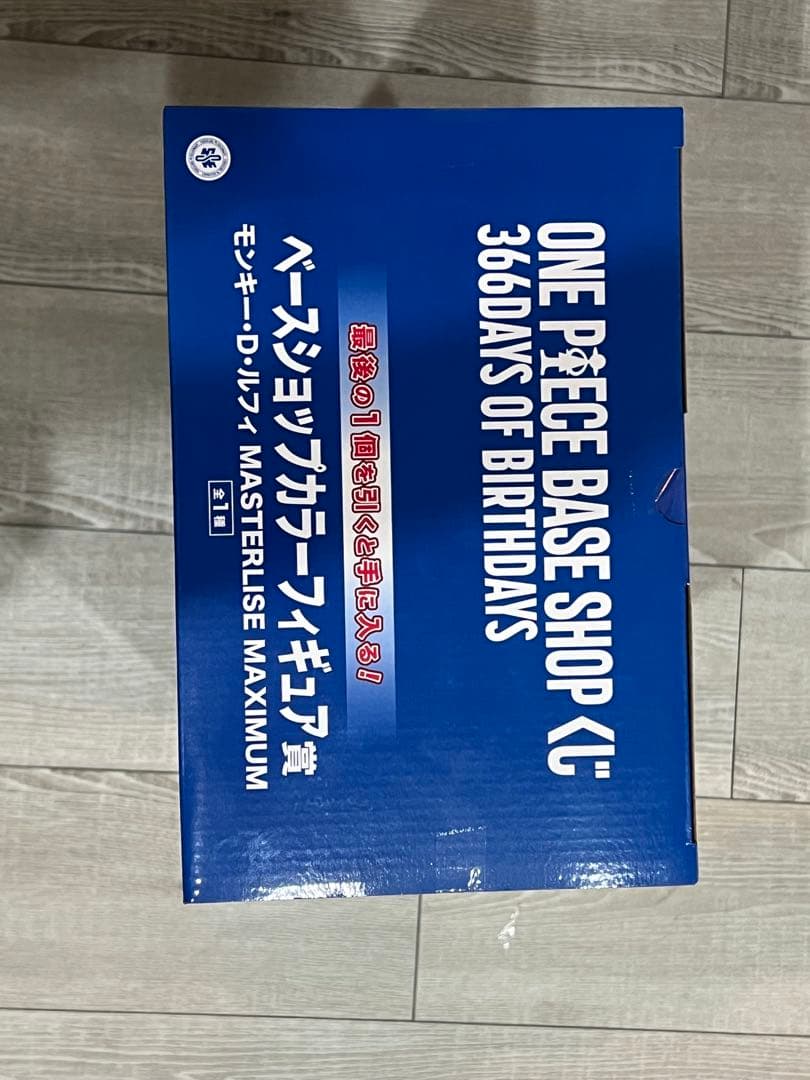 ONE PIECE BASE SHOP くじ
366DAYS OF BIRTHDAYS
最後の1個を引くと手に入る!
ベースショップカラーフィギュア賞
モンキー・D・ルフィ MASTERLISE MAXIMUM
全1種